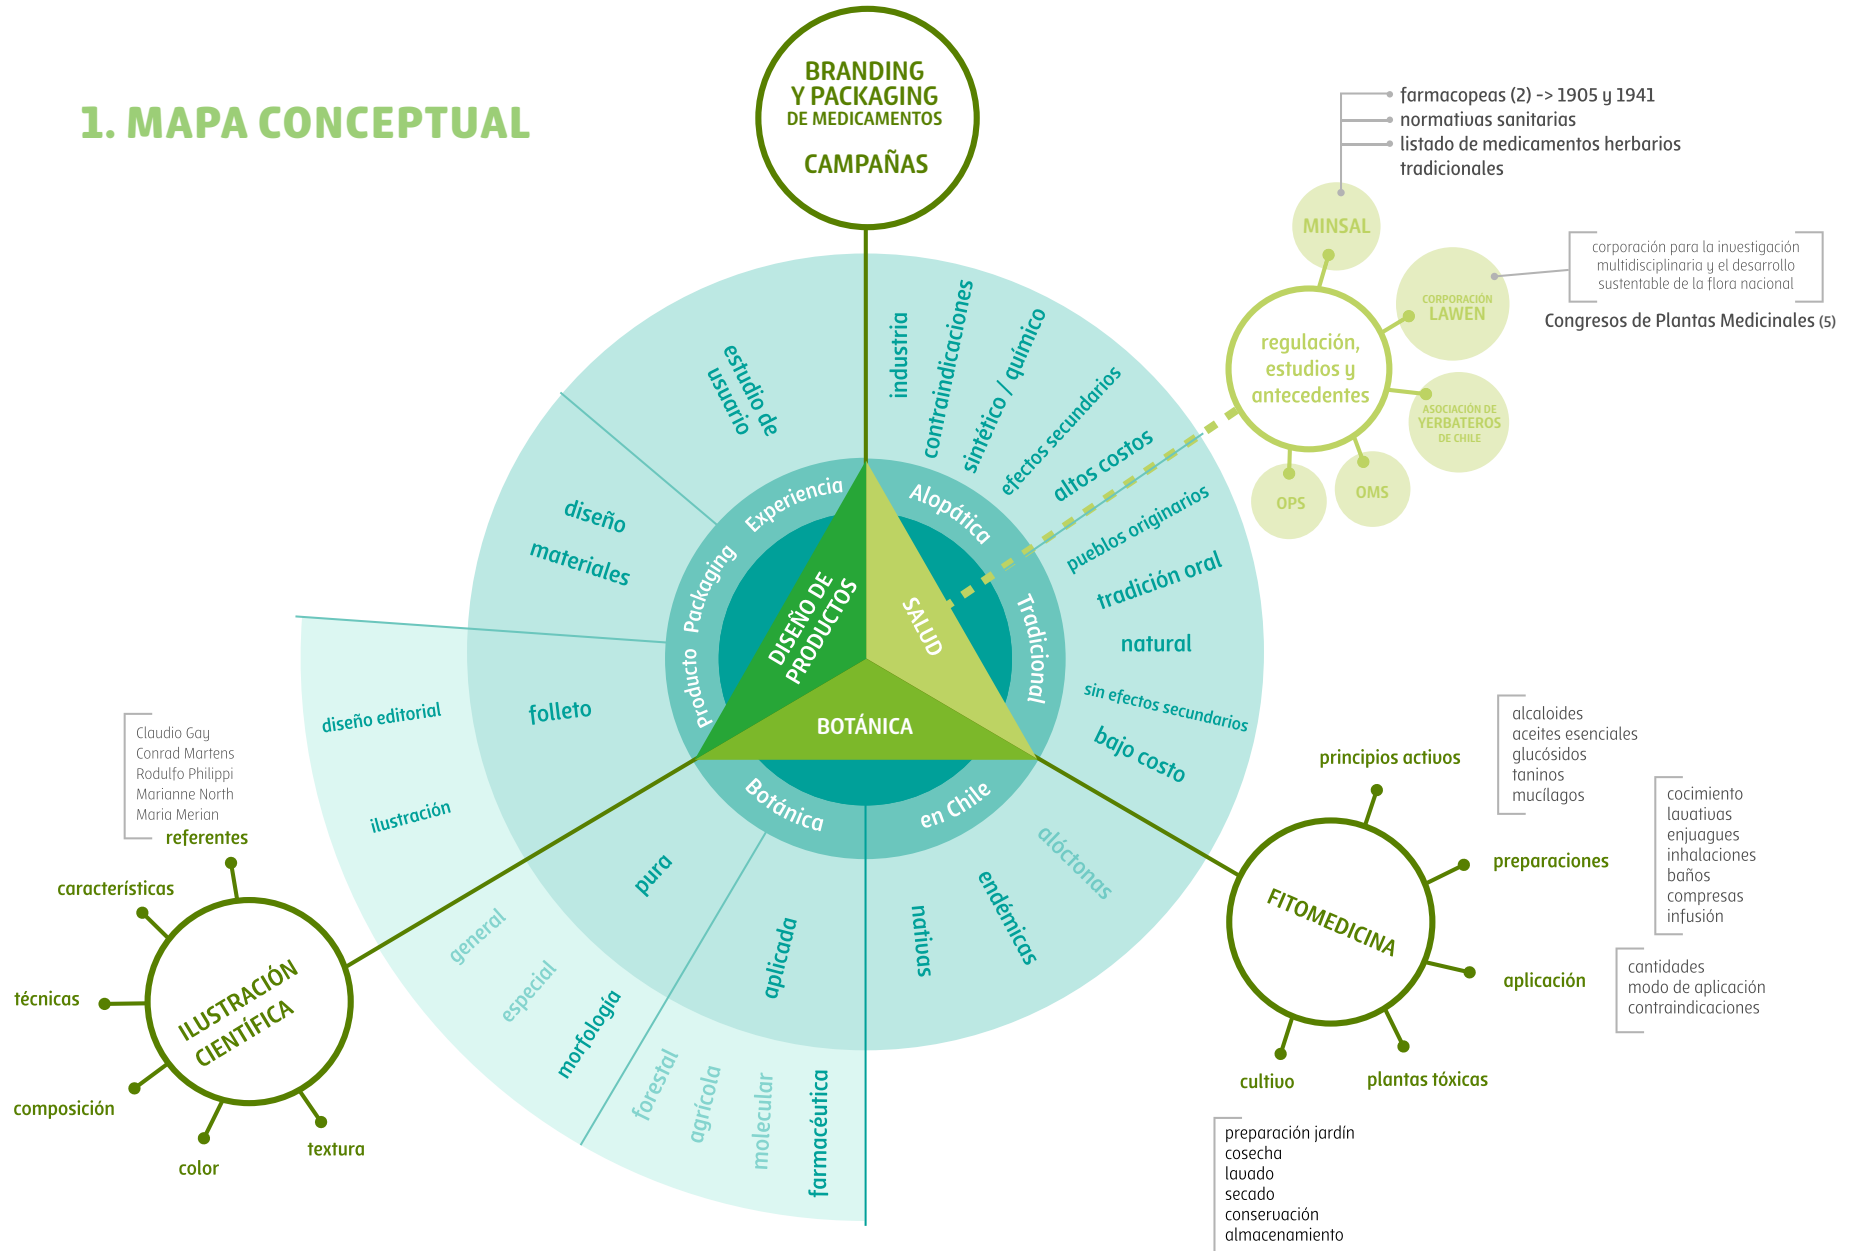 1. MAPA CONCEPTUAL
BRANDING
Y PACKAGING
DE MEDICAMENTOS
CAMPAÑAS
farmacopeas (2) -> 1905 y 1941
normativas sanitarias
listado de medicamentos herbarios
tradicionales
MINSAL
corporación para la investigación
multidisciplinaria y el desarrollo
sustentable de la flora nacional
CORPORACIÓN
LAWEN
Congresos de Plantas Medicinales (5)
regulación,
estudios y
antecedentes
ASOCIACIÓN DE
YERBATEROS
DE CHILE
OMS
OPS
estudio de
usuario
diseño
materiales
folleto
diseño editorial
ilustración
industria
contraindicaciones
sintético / químico
efectos secundarios
altos costos
pueblos originarios
tradición oral
natural
sin efectos secundarios
bajo costo
Experiencia
Packaging
Producto
Alopática
Tradicional
DISEÑO DE
PRODUCTOS
SALUD
BOTÁNICA
Botánica
en Chile
pura
aplicada
nativas
endémicas
alóctonas
general
especial
morfología
forestal
agrícola
molecular
farmacéutica
Claudio Gay
Conrad Martens
Rodulfo Philippi
Marianne North
Maria Merian
referentes
características
técnicas
composición
color
textura
ILUSTRACIÓN
CIENTÍFICA
FITOMEDICINA
principios activos
alcaloides
aceites esenciales
glucósidos
taninos
mucílagos
preparaciones
cocimiento
lavativas
enjuagues
inhalaciones
baños
compresas
infusión
aplicación
cantidades
modo de aplicación
contraindicaciones
plantas tóxicas
cultivo
preparación jardín
cosecha
lavado
secado
conservación
almacenamiento